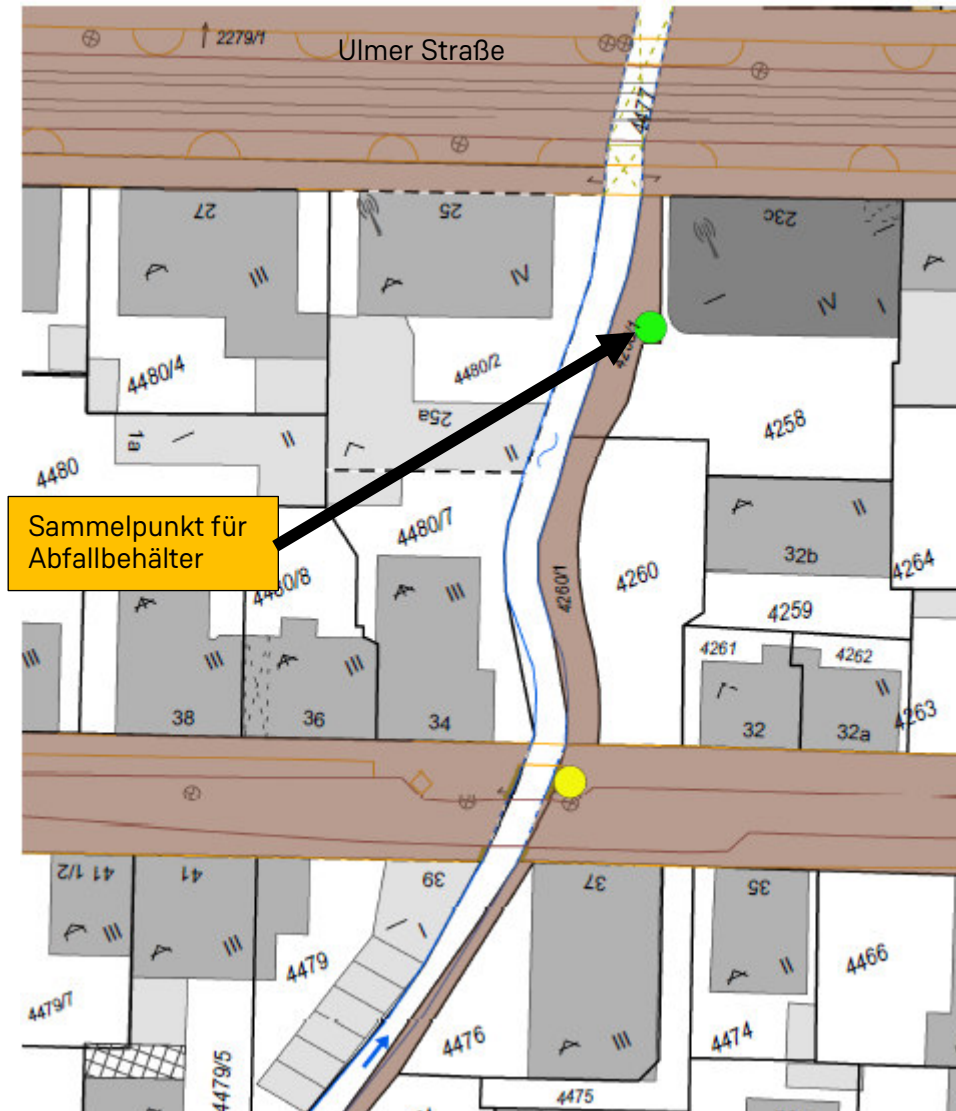 2279/1
Ulmer Straße
4477
27
III
25
IV
23c
IV
I
4480/4
4480/2
4258
1a
II
25a
II
4480
4480/7
II
32b
4264
Sammelpunkt für
Abfallbehälter
4480/8
4260/1
4260
4259
4261
4262
III
III
III
III
II
38
36
34
32
32a
4263
41 1/2
41
39
37
35
III
III
I
II
4479
4466
4479/7
4476
III
4474
4479/5
4475